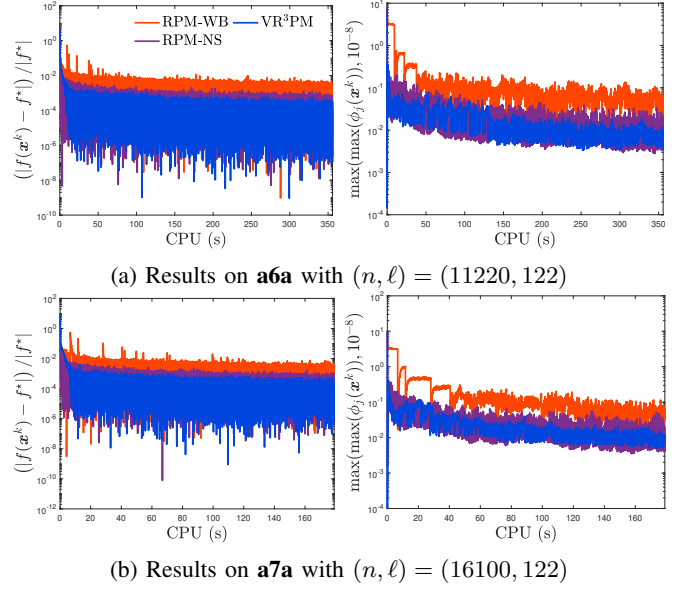 RPM-WB VR³PM
RPM-NS
(|f(x^k) − f*|) / |f*|
10^2
10^0
10^-2
10^-4
10^-6
10^-8
10^-10
0 50 100 150 200 250 300 350
CPU (s)
max(max(ϕ_j(x^k)), 10^-8)
10^1
10^0
10^-1
10^-2
10^-3
10^-4
0 50 100 150 200 250 300 350
CPU (s)
(a) Results on a6a with (n, ℓ) = (11220, 122)
(|f(x^k) − f*|) / |f*|
10^2
10^0
10^-2
10^-4
10^-6
10^-8
10^-10
10^-12
0 20 40 60 80 100 120 140 160
CPU (s)
max(max(ϕ_j(x^k)), 10^-8)
10^2
10^1
10^0
10^-1
10^-2
10^-3
10^-4
0 20 40 60 80 100 120 140 160
CPU (s)
(b) Results on a7a with (n, ℓ) = (16100, 122)